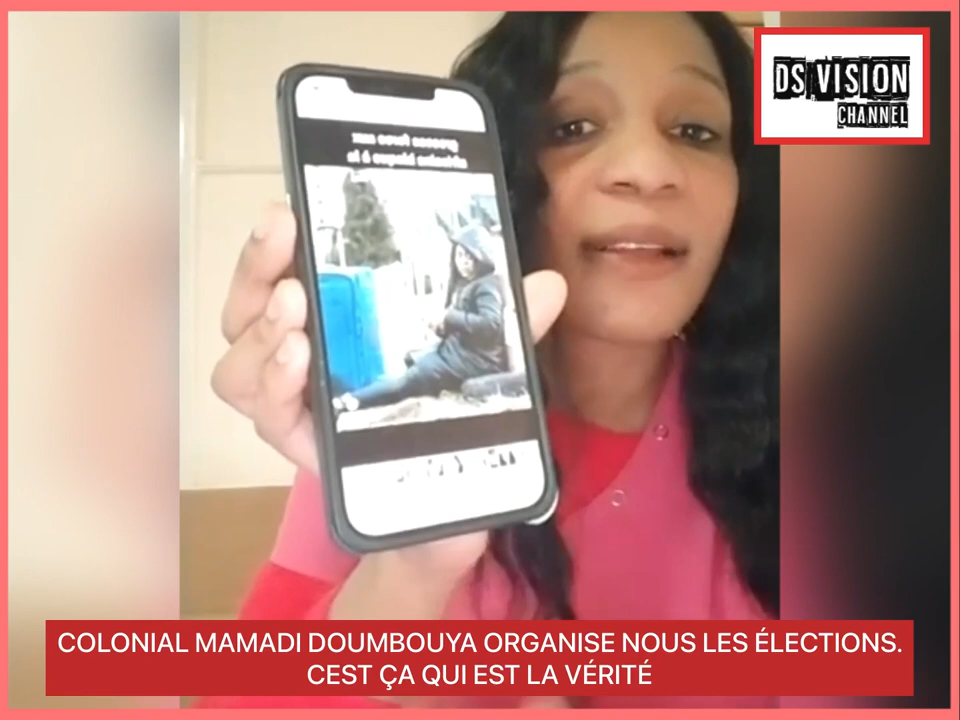 DS VISION
CHANNEL
COLONIAL MAMADI DOUMBOUYA ORGANISE NOUS LES ÉLECTIONS.
CEST ÇA QUI EST LA VÉRITÉ